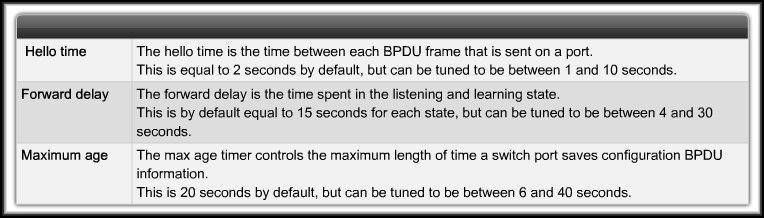 Hello time
The hello time is the time between each BPDU frame that is sent on a port.
This is equal to 2 seconds by default, but can be tuned to be between 1 and 10 seconds.
Forward delay
The forward delay is the time spent in the listening and learning state.
This is by default equal to 15 seconds for each state, but can be tuned to be between 4 and 30
seconds.
Maximum age
The max age timer controls the maximum length of time a switch port saves configuration BPDU
information.
This is 20 seconds by default, but can be tuned to be between 6 and 40 seconds.